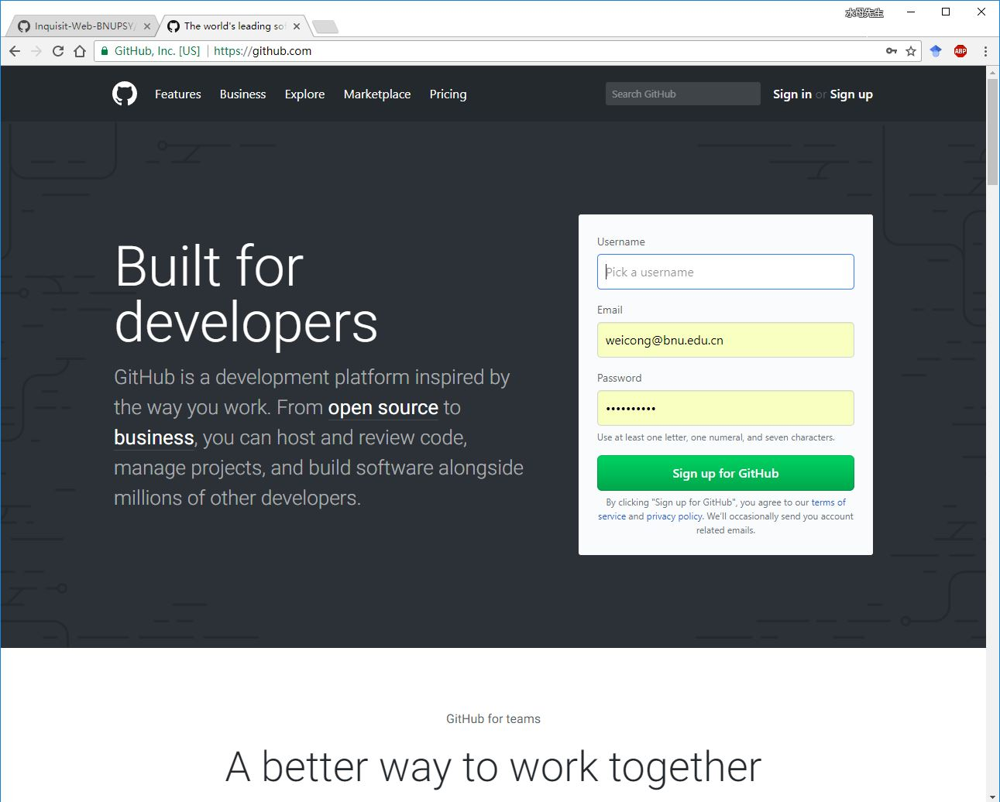 水母先生
Inquisit-Web-BNUPSY/
The world's leading sof
GitHub, Inc. [US]
https://github.com
ABP
Features
Business
Explore
Marketplace
Pricing
Search GitHub
Sign in or Sign up
Built for
developers
GitHub is a development platform inspired by
the way you work. From open source to
business, you can host and review code,
manage projects, and build software alongside
millions of other developers.
Username
Pick a username
Email
weicong@bnu.edu.cn
Password
••••••••••
Use at least one letter, one numeral, and seven characters.
Sign up for GitHub
By clicking "Sign up for GitHub", you agree to our terms of
service and privacy policy. We'll occasionally send you account
related emails.
GitHub for teams
A better way to work together